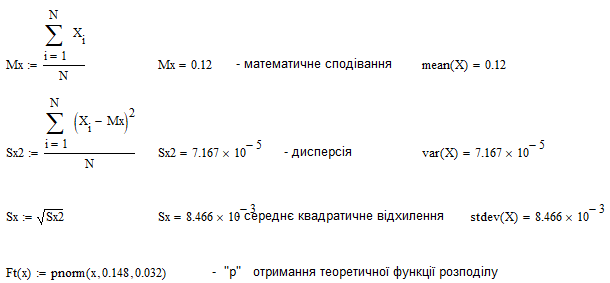 Mx := ∑ᵢ₌₁ᴺ Xᵢ / N    Mx = 0.12    - математичне сподівання    mean(X) = 0.12
Sx2 := ∑ᵢ₌₁ᴺ (Xᵢ − Mx)² / N    Sx2 = 7.167 × 10⁻⁵    - дисперсія    var(X) = 7.167 × 10⁻⁵
Sx := √Sx2    Sx = 8.466 × 10⁻³ середнє квадратичне відхилення    stdev(X) = 8.466 × 10⁻³
Ft(x) := pnorm(x, 0.148, 0.032)    - "p" отримання теоретичної функції розподілу